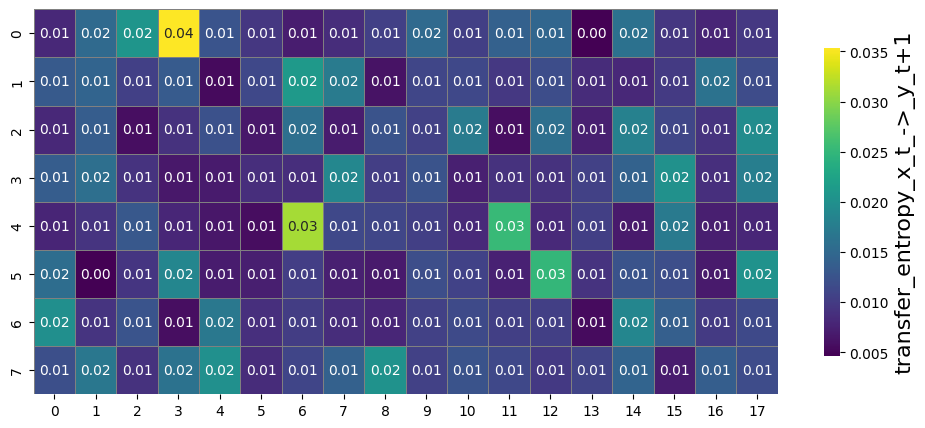 0 0.01 0.02 0.02 0.04 0.01 0.01 0.01 0.01 0.01 0.02 0.01 0.01 0.01 0.00 0.02 0.01 0.01 0.01
1 0.01 0.01 0.01 0.01 0.01 0.01 0.02 0.02 0.01 0.01 0.01 0.01 0.01 0.01 0.01 0.01 0.02 0.01
2 0.01 0.01 0.01 0.01 0.01 0.01 0.02 0.01 0.01 0.01 0.02 0.01 0.02 0.01 0.02 0.01 0.01 0.02
3 0.01 0.02 0.01 0.01 0.01 0.01 0.01 0.02 0.01 0.01 0.01 0.01 0.01 0.01 0.01 0.02 0.01 0.02
4 0.01 0.01 0.01 0.01 0.01 0.01 0.03 0.01 0.01 0.01 0.01 0.03 0.01 0.01 0.01 0.02 0.01 0.01
5 0.02 0.00 0.01 0.02 0.01 0.01 0.01 0.01 0.01 0.01 0.01 0.01 0.03 0.01 0.01 0.01 0.01 0.02
6 0.02 0.01 0.01 0.01 0.02 0.01 0.01 0.01 0.01 0.01 0.01 0.01 0.01 0.01 0.02 0.01 0.01 0.01
7 0.01 0.02 0.01 0.02 0.02 0.01 0.01 0.01 0.02 0.01 0.01 0.01 0.01 0.01 0.01 0.01 0.01 0.01
0 1 2 3 4 5 6 7 8 9 10 11 12 13 14 15 16 17
0.035
0.030
0.025
0.020
0.015
0.010
0.005
transfer_entropy_x_t_->_y_t+1